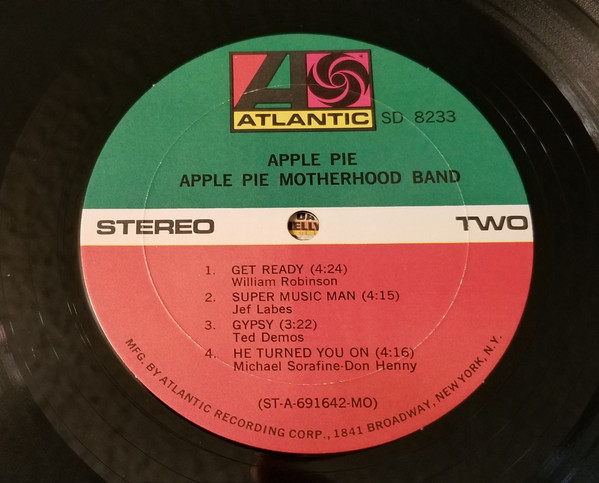 ATLANTIC
SD 8233
APPLE PIE
APPLE PIE MOTHERHOOD BAND
STEREO
TWO
1. GET READY (4:24)
William Robinson
2. SUPER MUSIC MAN (4:15)
Jef Labes
3. GYPSY (3:22)
Ted Demos
4. HE TURNED YOU ON (4:16)
Michael Sorafine-Don Henny
(ST-A-691642-MO)
MFG. BY ATLANTIC RECORDING CORP., 1841 BROADWAY, NEW YORK, N.Y.